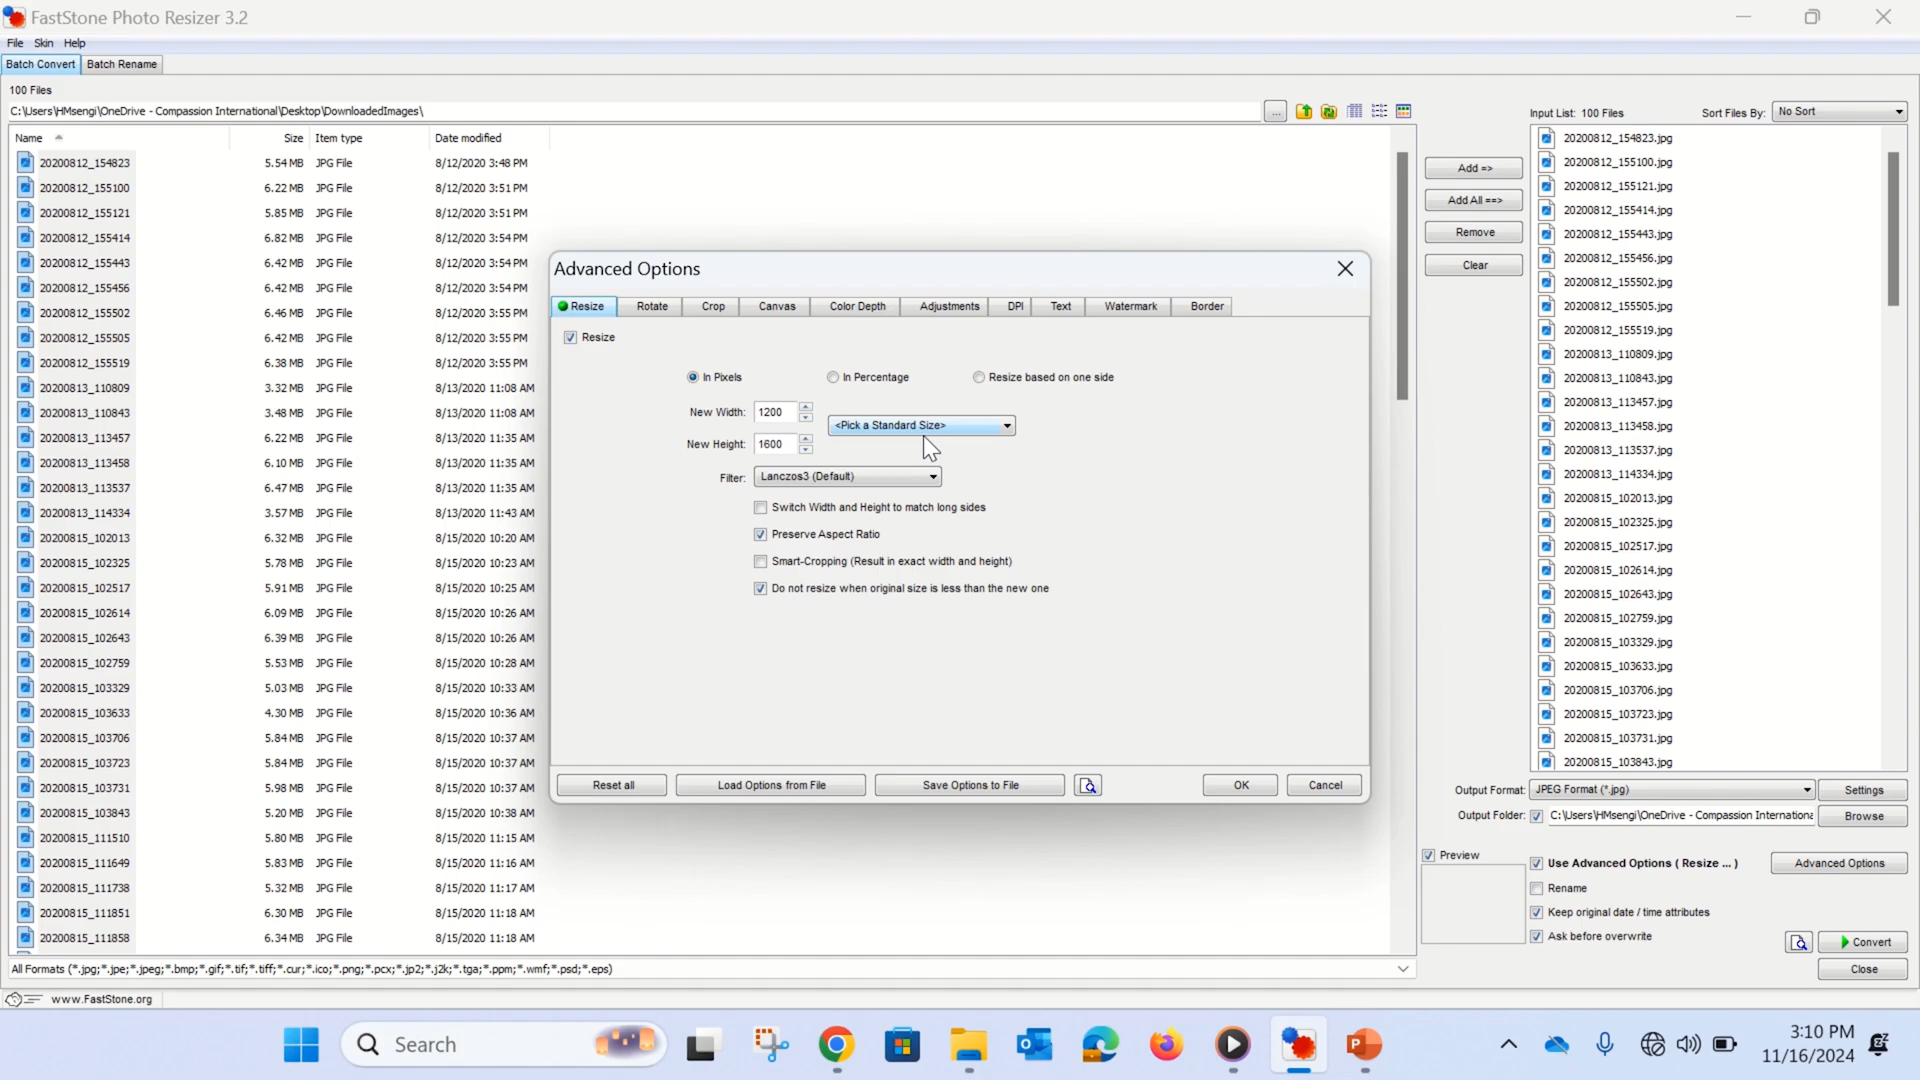 FastStone Photo Resizer 3.2
File Skin Help
Batch Convert Batch Rename
100 Files
C:\Users\HMsengi\OneDrive - Compassion International\Desktop\DownloadedImages\
...
Input List: 100 Files Sort Files By: No Sort
Name Size Item type Date modified
20200812_154823 5.54 MB JPG File 8/12/2020 3:48 PM
20200812_155100 6.22 MB JPG File 8/12/2020 3:51 PM
20200812_155121 5.85 MB JPG File 8/12/2020 3:51 PM
20200812_155414 6.82 MB JPG File 8/12/2020 3:54 PM
20200812_155443 6.42 MB JPG File 8/12/2020 3:54 PM
20200812_155456 6.42 MB JPG File 8/12/2020 3:54 PM
20200812_155502 6.46 MB JPG File 8/12/2020 3:55 PM
20200812_155505 6.42 MB JPG File 8/12/2020 3:55 PM
20200812_155519 6.38 MB JPG File 8/12/2020 3:55 PM
20200813_110809 3.32 MB JPG File 8/13/2020 11:08 AM
20200813_110843 3.48 MB JPG File 8/13/2020 11:08 AM
20200813_113457 6.22 MB JPG File 8/13/2020 11:35 AM
20200813_113458 6.10 MB JPG File 8/13/2020 11:35 AM
20200813_113537 6.47 MB JPG File 8/13/2020 11:35 AM
20200813_114334 3.57 MB JPG File 8/13/2020 11:43 AM
20200815_102013 6.32 MB JPG File 8/15/2020 10:20 AM
20200815_102325 5.78 MB JPG File 8/15/2020 10:23 AM
20200815_102517 5.91 MB JPG File 8/15/2020 10:25 AM
20200815_102614 6.09 MB JPG File 8/15/2020 10:26 AM
20200815_102643 6.39 MB JPG File 8/15/2020 10:26 AM
20200815_102759 5.53 MB JPG File 8/15/2020 10:28 AM
20200815_103329 5.03 MB JPG File 8/15/2020 10:33 AM
20200815_103633 4.30 MB JPG File 8/15/2020 10:36 AM
20200815_103706 5.84 MB JPG File 8/15/2020 10:37 AM
20200815_103723 5.84 MB JPG File 8/15/2020 10:37 AM
20200815_103731 5.98 MB JPG File 8/15/2020 10:37 AM
20200815_103843 5.20 MB JPG File 8/15/2020 10:38 AM
20200815_111510 5.80 MB JPG File 8/15/2020 11:15 AM
20200815_111649 5.83 MB JPG File 8/15/2020 11:16 AM
20200815_111738 5.32 MB JPG File 8/15/2020 11:17 AM
20200815_111851 6.30 MB JPG File 8/15/2020 11:18 AM
20200815_111858 6.34 MB JPG File 8/15/2020 11:18 AM
All Formats (*.jpg;*.jpe;*.jpeg;*.bmp;*.gif;*.tif;*.tiff;*.cur;*.ico;*.png;*.pcx;*.jp2;*.j2k;*.tga;*.ppm;*.wmf;*.psd;*.eps)
www.FastStone.org
Advanced Options
Resize Rotate Crop Canvas Color Depth Adjustments DPI Text Watermark Border
Resize
In Pixels In Percentage Resize based on one side
New Width: 1200
<Pick a Standard Size>
New Height: 1600
Filter: Lanczos3 (Default)
Switch Width and Height to match long sides
Preserve Aspect Ratio
Smart-Cropping (Result in exact width and height)
Do not resize when original size is less than the new one
Reset all Load Options from File Save Options to File OK Cancel
Add =>
Add All ==>
Remove
Clear
20200812_154823.jpg
20200812_155100.jpg
20200812_155121.jpg
20200812_155414.jpg
20200812_155443.jpg
20200812_155456.jpg
20200812_155502.jpg
20200812_155505.jpg
20200812_155519.jpg
20200813_110809.jpg
20200813_110843.jpg
20200813_113457.jpg
20200813_113458.jpg
20200813_113537.jpg
20200813_114334.jpg
20200815_102013.jpg
20200815_102325.jpg
20200815_102517.jpg
20200815_102614.jpg
20200815_102643.jpg
20200815_102759.jpg
20200815_103329.jpg
20200815_103633.jpg
20200815_103706.jpg
20200815_103723.jpg
20200815_103731.jpg
20200815_103843.jpg
Output Format: JPEG Format (*.jpg) Settings
Output Folder: C:\Users\HMsengi\OneDrive - Compassion Internationa Browse
Preview
Use Advanced Options ( Resize ... ) Advanced Options
Rename
Keep original date / time attributes
Ask before overwrite
Convert
Close
Search
3:10 PM
11/16/2024